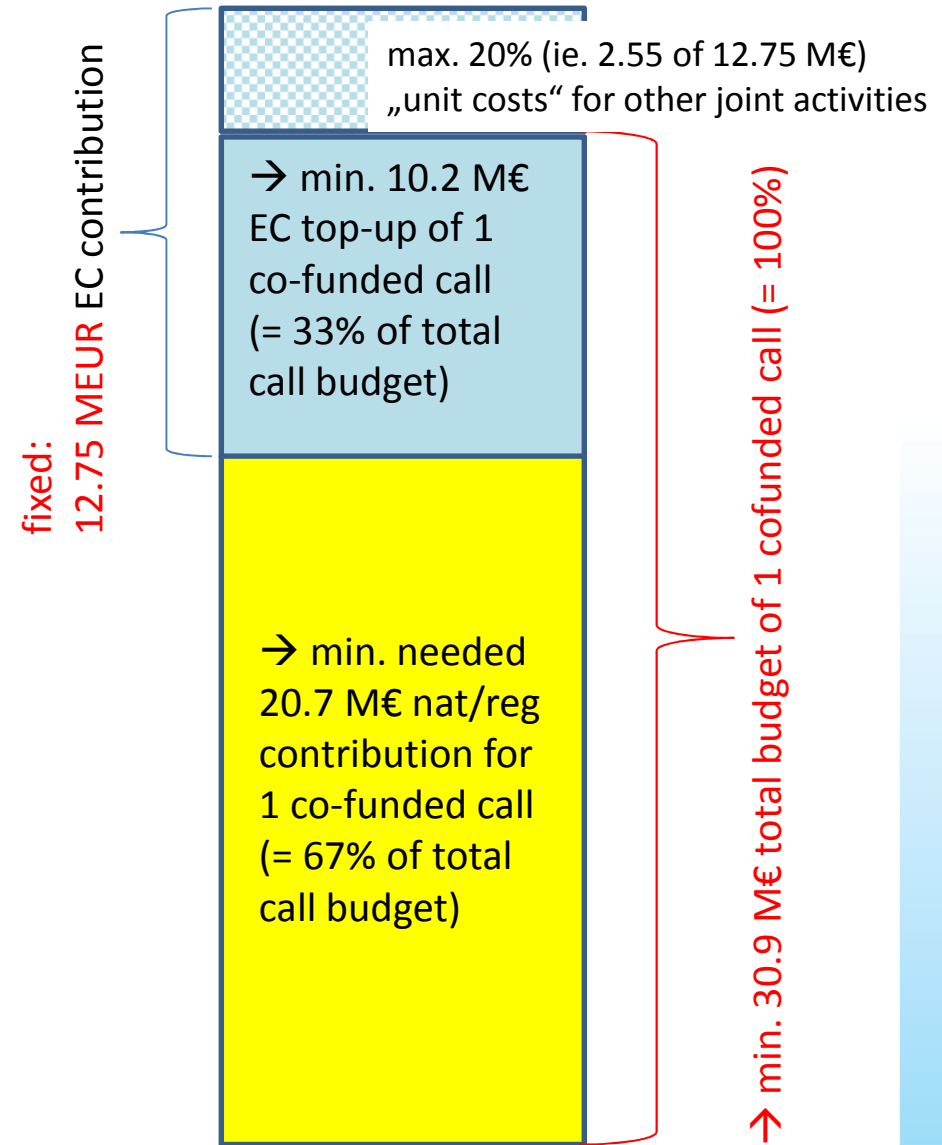 max. 20% (ie. 2.55 of 12.75 M€)
„unit costs“ for other joint activities
fixed:
12.75 MEUR EC contribution
→ min. 10.2 M€
EC top-up of 1
co-funded call
(= 33% of total
call budget)
→ min. needed
20.7 M€ nat/reg
contribution for
1 co-funded call
(= 67% of total
call budget)
→ min. 30.9 M€ total budget of 1 cofunded call (= 100%)